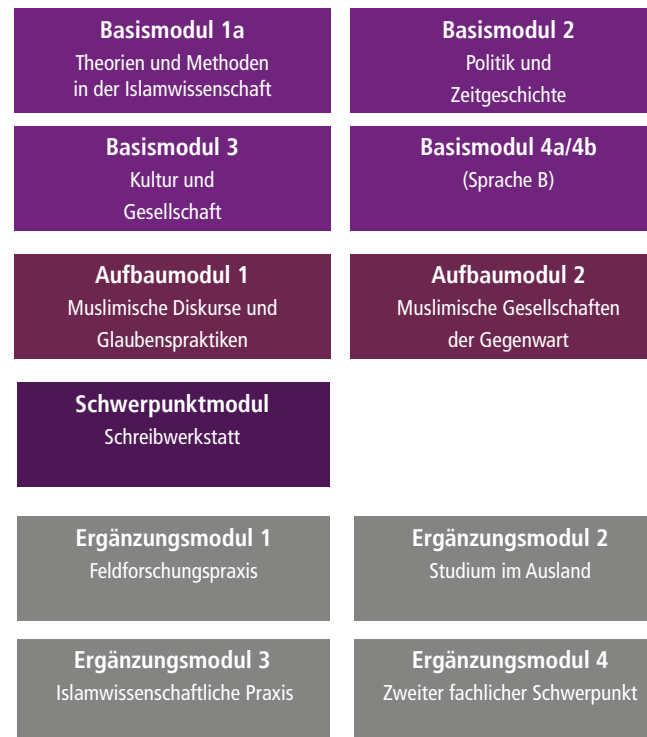 Basismodul 1a
Theorien und Methoden
in der Islamwissenschaft
Basismodul 2
Politik und
Zeitgeschichte
Basismodul 3
Kultur und
Gesellschaft
Basismodul 4a/4b
(Sprache B)
Aufbaumodul 1
Muslimische Diskurse und
Glaubenspraktiken
Aufbaumodul 2
Muslimische Gesellschaften
der Gegenwart
Schwerpunktmodul
Schreibwerkstatt
Ergänzungsmodul 1
Feldforschungspraxis
Ergänzungsmodul 2
Studium im Ausland
Ergänzungsmodul 3
Islamwissenschaftliche Praxis
Ergänzungsmodul 4
Zweiter fachlicher Schwerpunkt